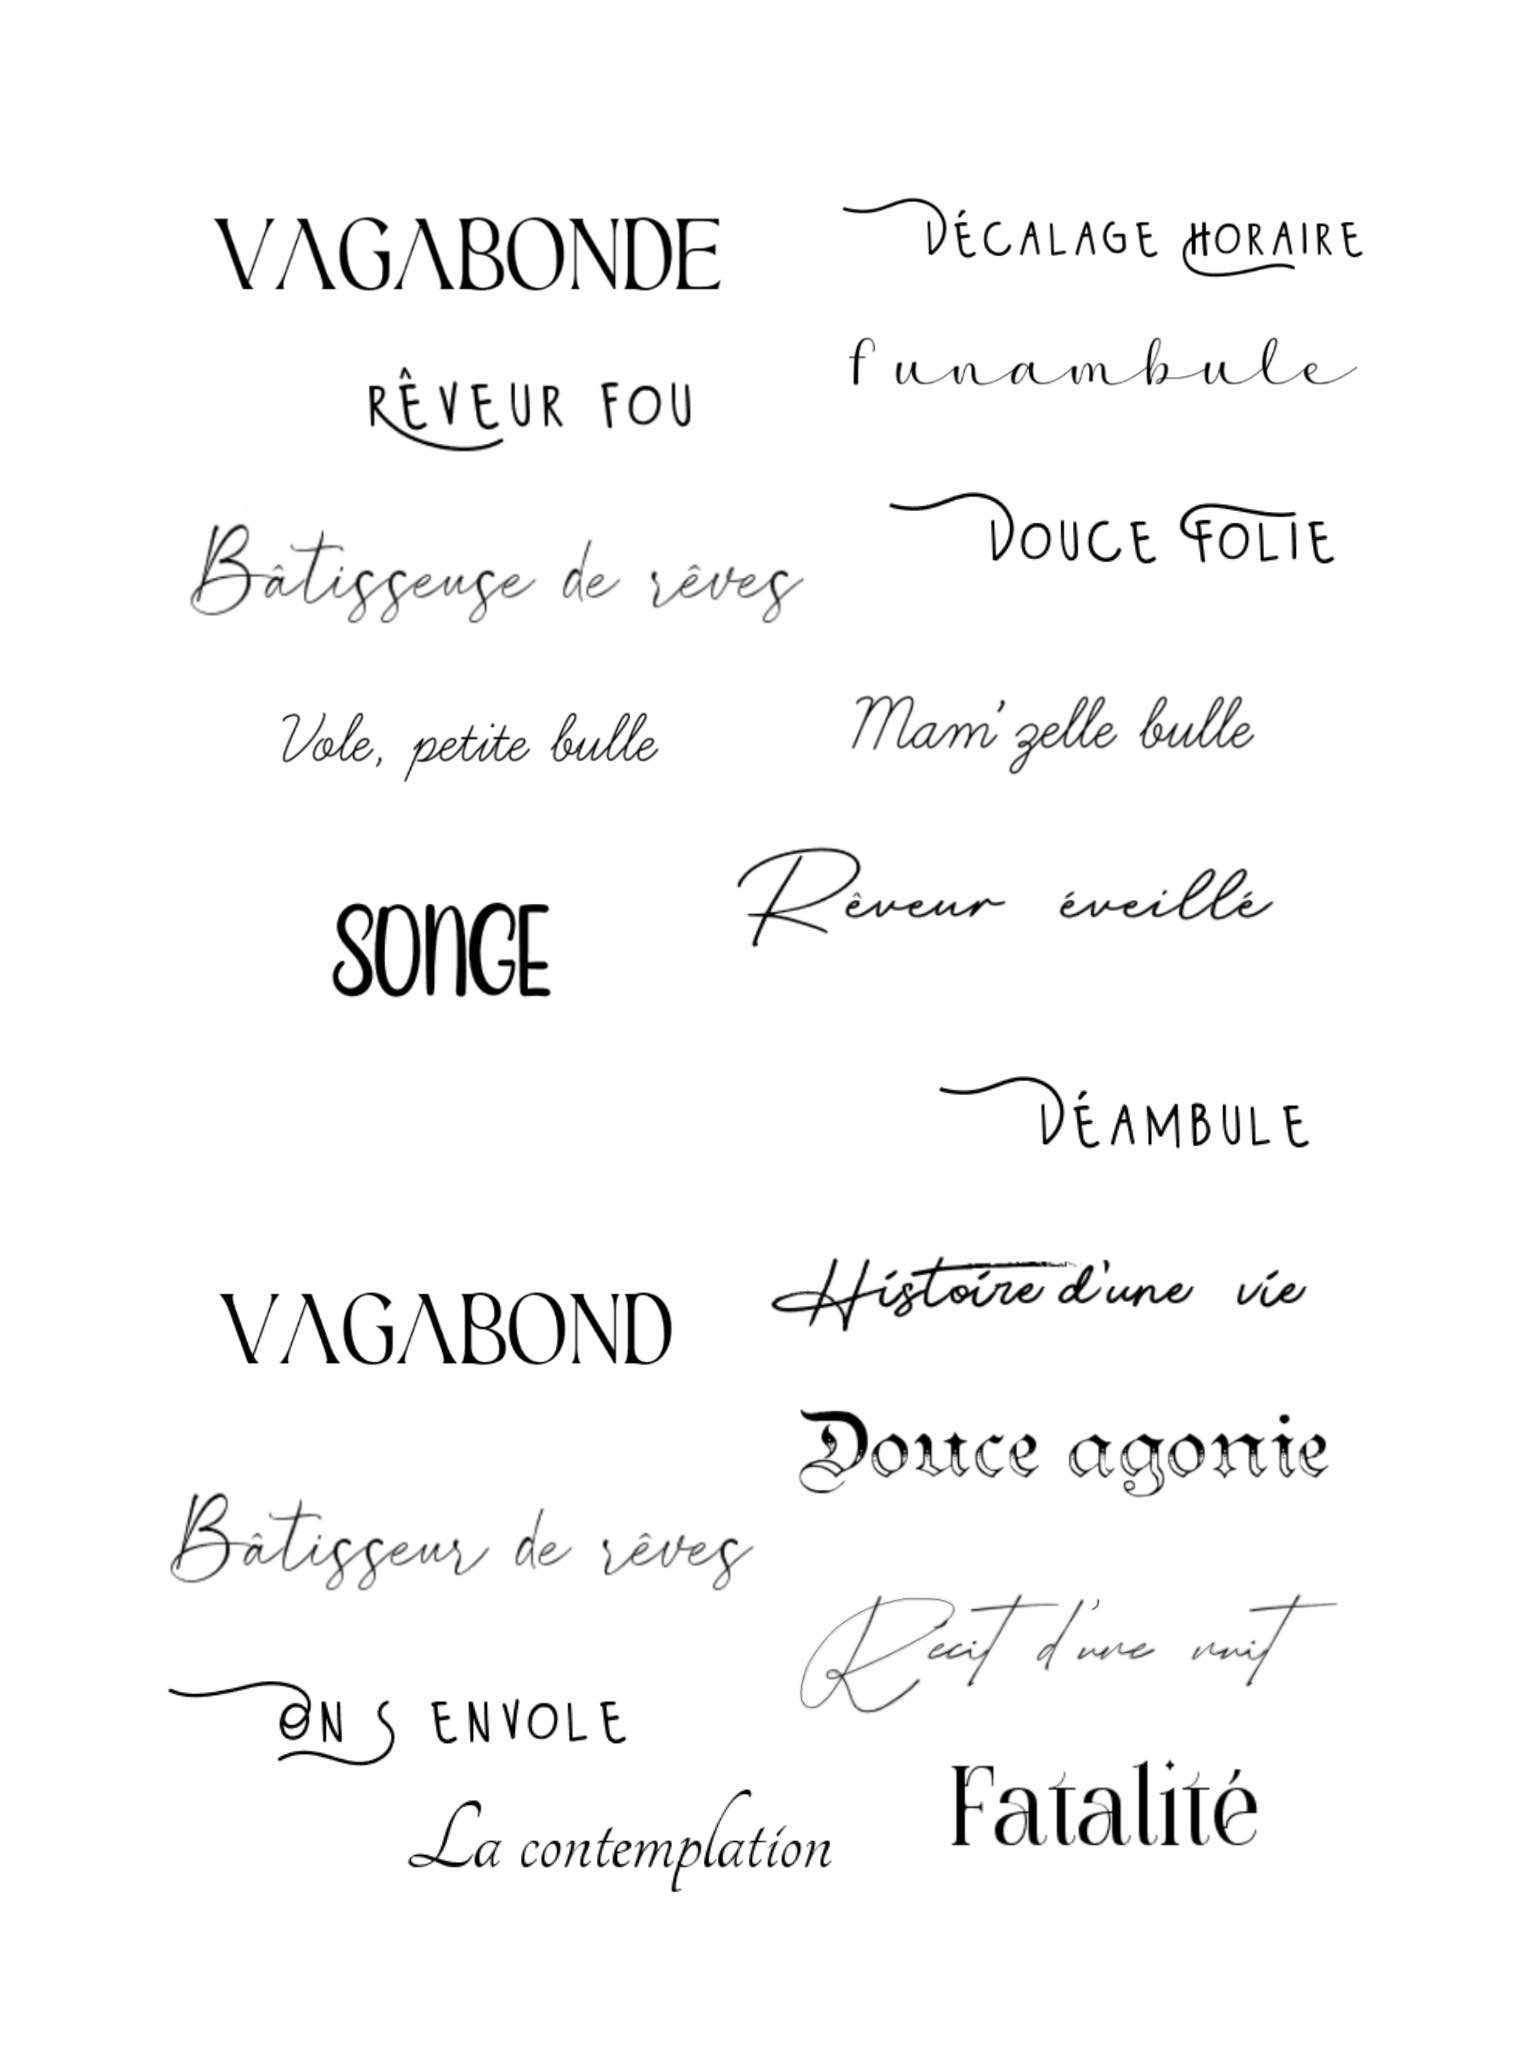 VAGABONDE
DÉCALAGE HORAIRE
funambule
RÊVEUR FOU
DOUCE FOLIE
Bâtisseuse de rêves
Vole, petite bulle
Mam'zelle bulle
Rêveur éveillé
SONGE
DÉAMBULE
Histoire d'une vie
VAGABOND
Douce agonie
Bâtisseur de rêves
Récit d'une nuit
ON S ENVOLE
Fatalité
La contemplation